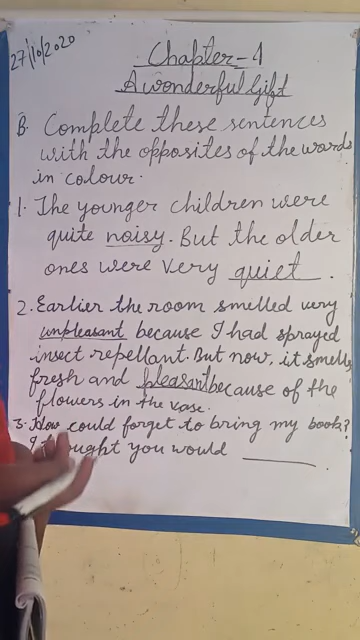 27/10/2020
Chapter-1
A wonderful Gift
B. Complete these sentences
with the opposites of the words
in colour.
1. The younger children were
quite noisy. But the older
ones were very quiet.
2. Earlier the room smelled very
unpleasant because I had sprayed
insect repellant. But now, it smells
fresh and pleasant because of the
flowers in the vase.
3. How could forget to bring my book?
I thought you would ______